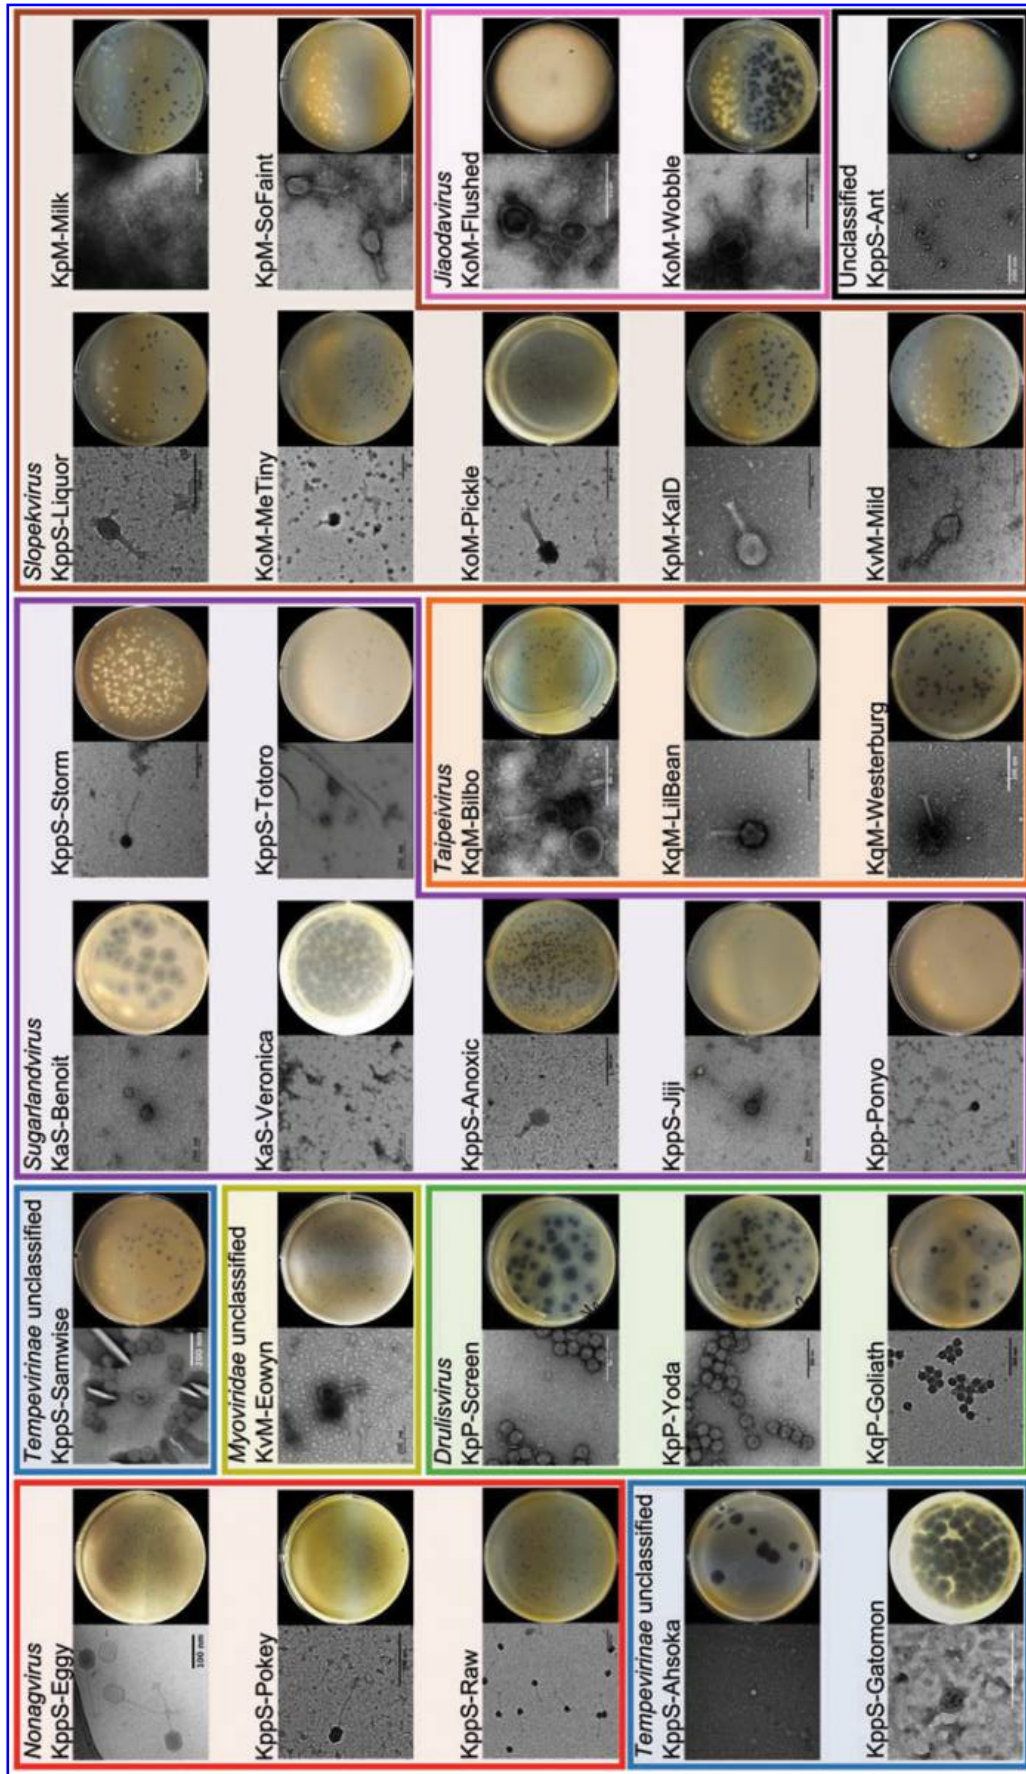 Nonagvirus
KppS-Eggy
100 nm
KppS-Pokey
KppS-Raw
Tempevirinae unclassified
KppS-Ahsoka
KppS-Gatomon
Tempevirinae unclassified
KppS-Samwise
200 nm
Myoviridae unclassified
KvM-Eowyn
Drulisvirus
KpP-Screen
KpP-Yoda
KqP-Goliath
Sugarlandvirus
KaS-Benoit
KaS-Veronica
KppS-Anoxic
KppS-Jiji
Kpp-Ponyo
KppS-Storm
KppS-Totoro
Taipeivirus
KqM-Bilbo
KqM-LilBean
KqM-Westerburg
Slopekvirus
KppS-Liquor
KoM-MeTiny
KoM-Pickle
KpM-KalD
KvM-Mild
KpM-Milk
KpM-SoFaint
Jiaodavirus
KoM-Flushed
KoM-Wobble
Unclassified
KppS-Ant